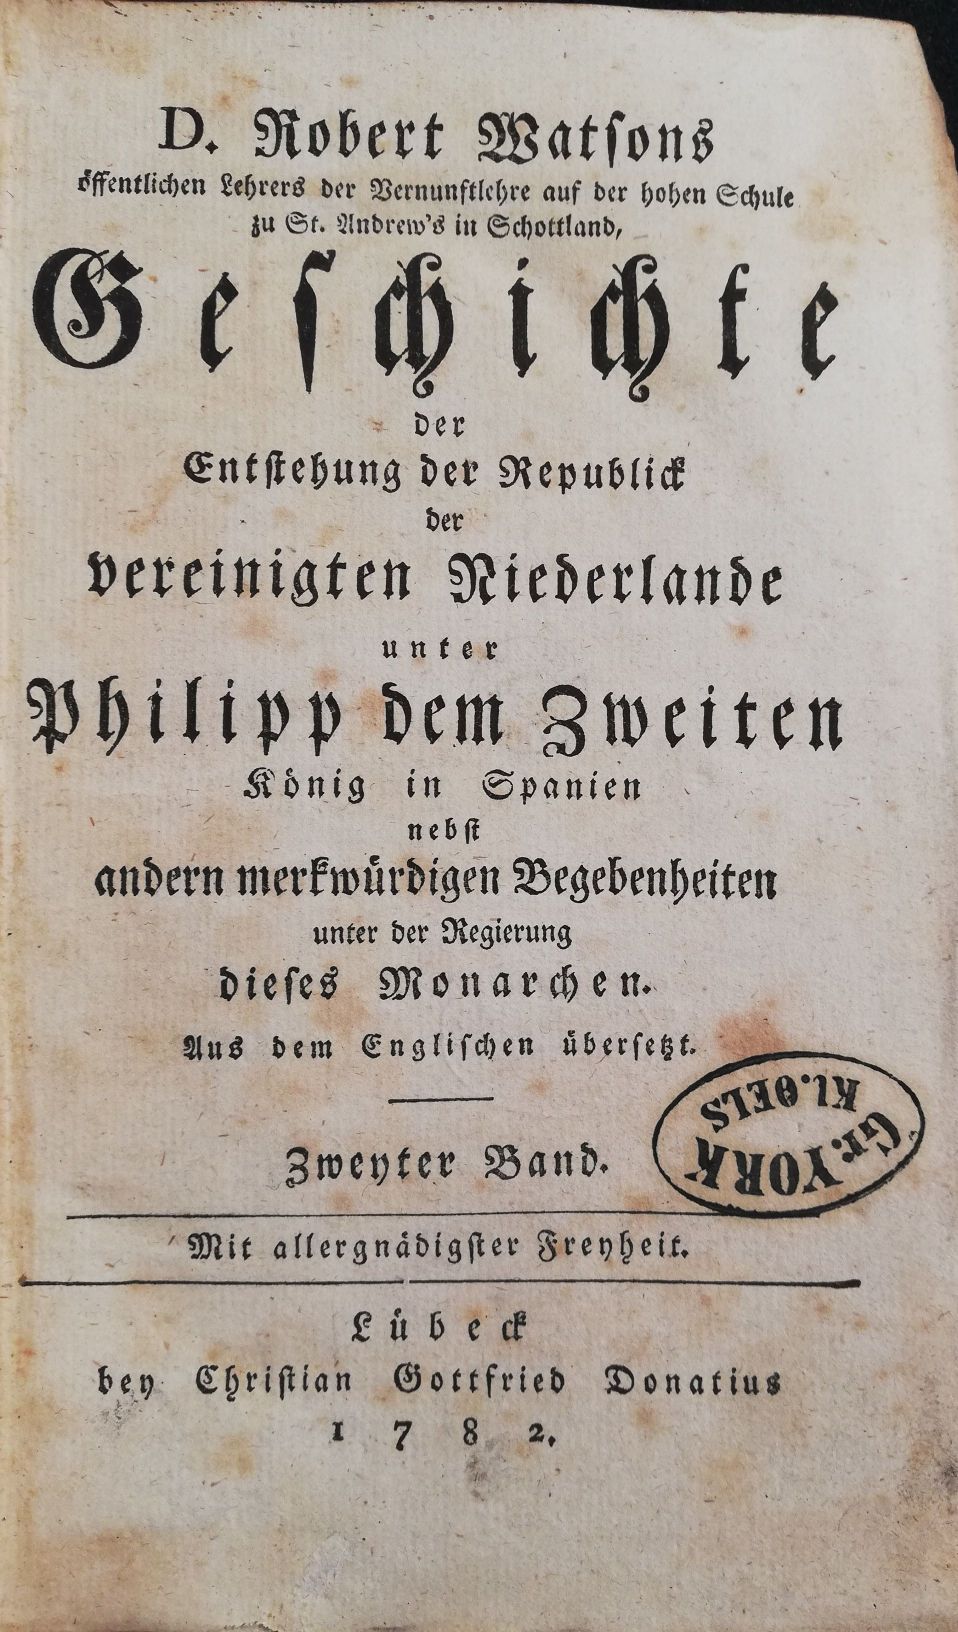 D. Robert Watſons
öffentlichen Lehrers der Vernunftlehre auf der hohen Schule
zu St. Andrew's in Schottland,
Geſchichte
der
Entſtehung der Republick
der
vereinigten Niederlande
unter
Philipp dem Zweiten
König in Spanien
nebſt
andern merkwürdigen Begebenheiten
unter der Regierung
dieſes Monarchen.
Aus dem Engliſchen überſetzt.
Zweyter Band.
Gr. YORK
Kl. OELS
Mit allergnädigſter Freyheit.
Lübeck
bey Chriſtian Gottfried Donatius
1782.